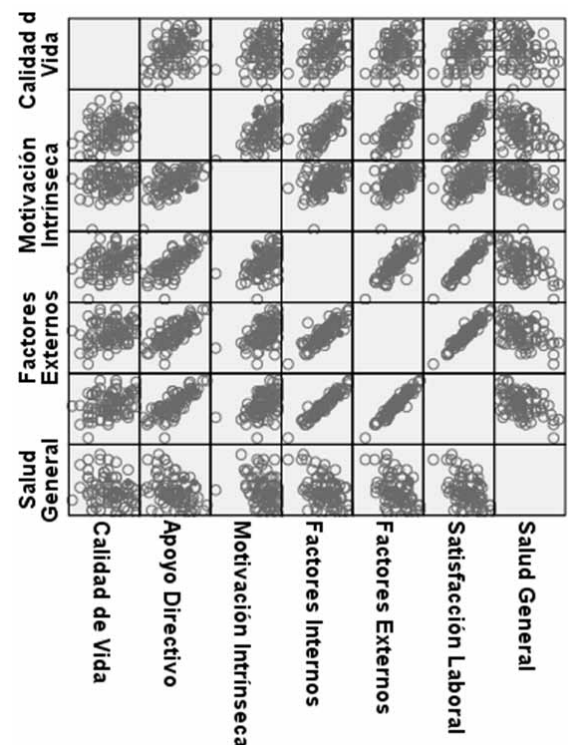 Calidad d
Vida
Motivación
Intrínseca
Factores
Externos
Salud
General
Calidad de Vida
Apoyo Directivo
Motivación Intrínseca
Factores Internos
Factores Externos
Satisfacción Laboral
Salud General